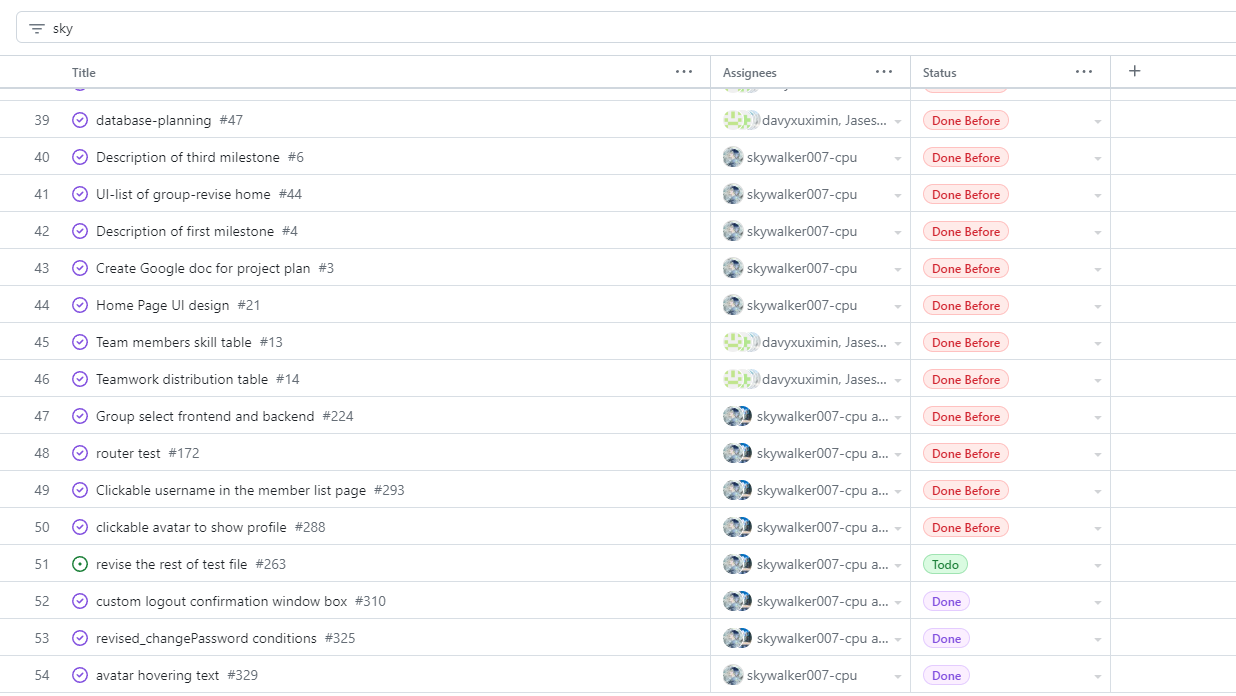 sky
Title ... Assignees ... Status ... +
39 database-planning #47 davyxuximin, Jases... Done Before
40 Description of third milestone #6 skywalker007-cpu Done Before
41 UI-list of group-revise home #44 skywalker007-cpu Done Before
42 Description of first milestone #4 skywalker007-cpu Done Before
43 Create Google doc for project plan #3 skywalker007-cpu Done Before
44 Home Page UI design #21 skywalker007-cpu Done Before
45 Team members skill table #13 davyxuximin, Jases... Done Before
46 Teamwork distribution table #14 davyxuximin, Jases... Done Before
47 Group select frontend and backend #224 skywalker007-cpu a... Done Before
48 router test #172 skywalker007-cpu a... Done Before
49 Clickable username in the member list page #293 skywalker007-cpu a... Done Before
50 clickable avatar to show profile #288 skywalker007-cpu a... Done Before
51 revise the rest of test file #263 skywalker007-cpu a... Todo
52 custom logout confirmation window box #310 skywalker007-cpu a... Done
53 revised_changePassword conditions #325 skywalker007-cpu a... Done
54 avatar hovering text #329 skywalker007-cpu Done